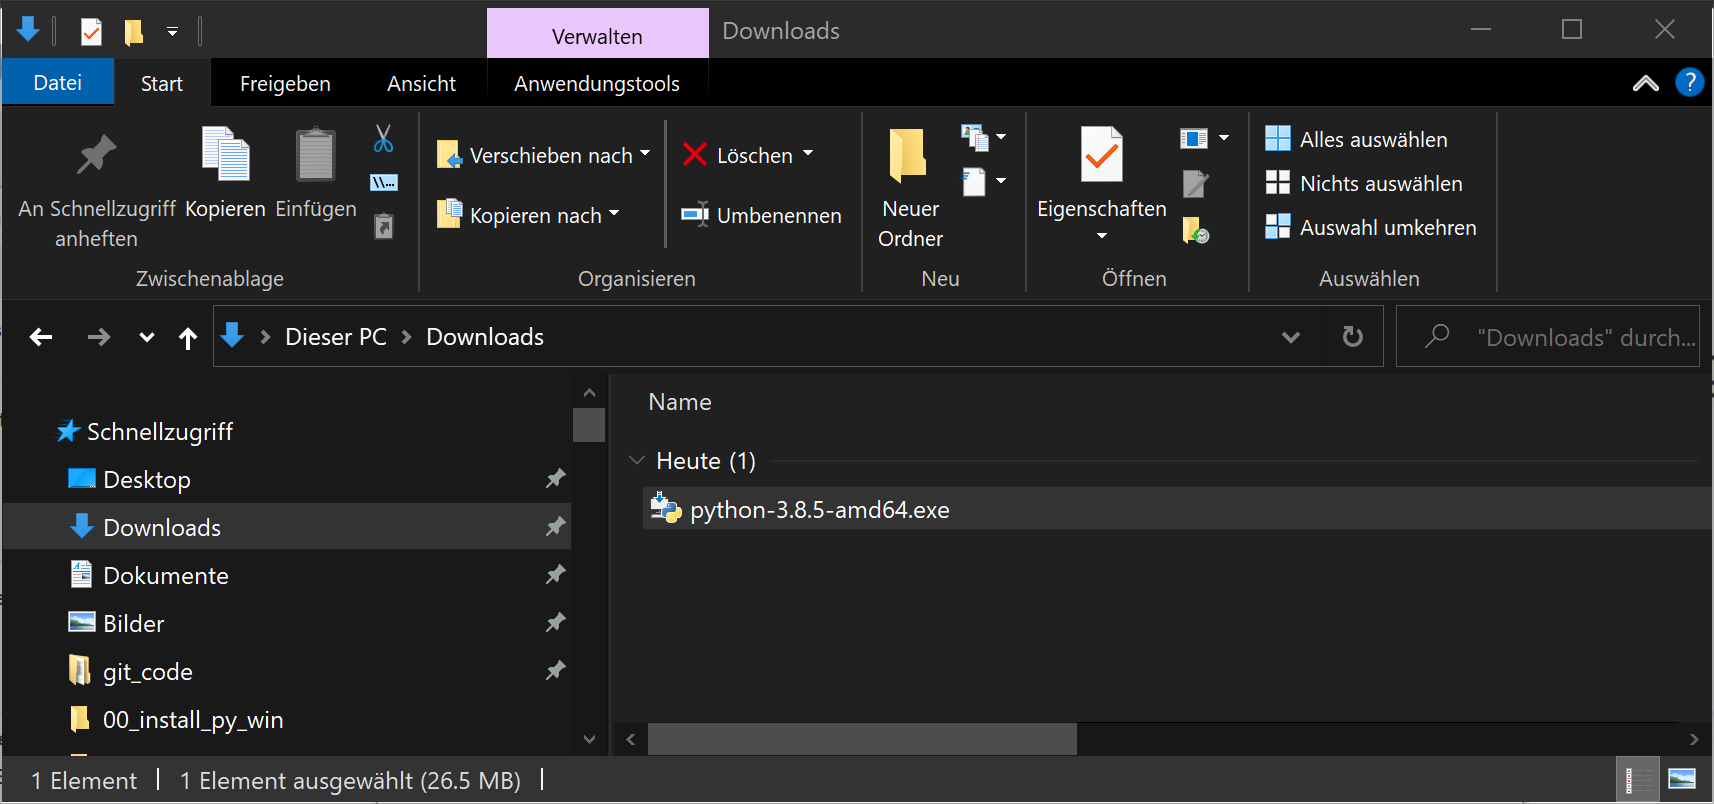 Verwalten
Downloads
Datei
Start
Freigeben
Ansicht
Anwendungstools
?
An Schnellzugriff
anheften
Kopieren
Einfügen
\\...
Verschieben nach
Kopieren nach
Löschen
Umbenennen
Neuer
Ordner
Eigenschaften
Alles auswählen
Nichts auswählen
Auswahl umkehren
Zwischenablage
Organisieren
Neu
Öffnen
Auswählen
Dieser PC
Downloads
"Downloads" durch...
Schnellzugriff
Desktop
Downloads
Dokumente
Bilder
git_code
00_install_py_win
Name
Heute (1)
python-3.8.5-amd64.exe
1 Element
1 Element ausgewählt (26.5 MB)